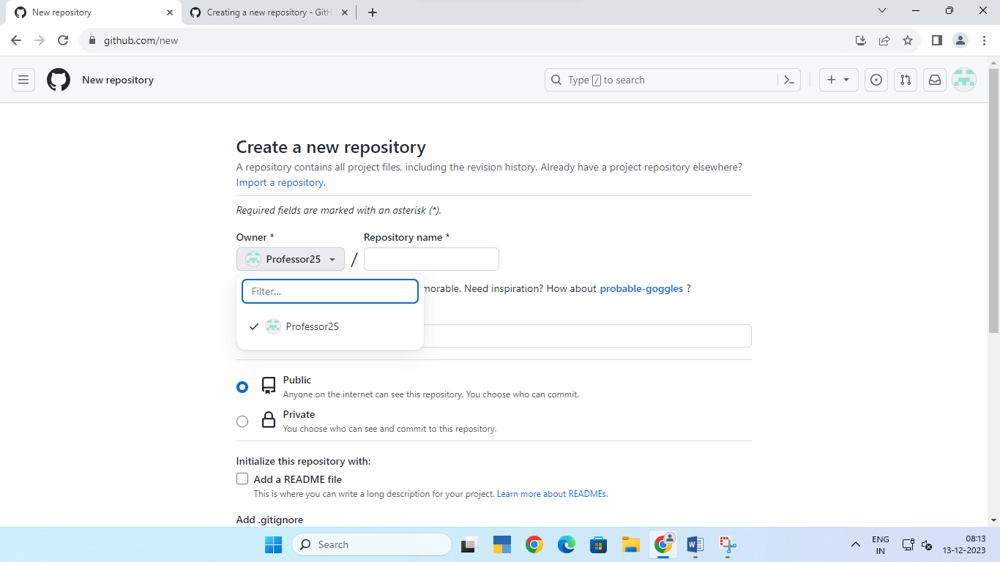 New repository
Creating a new repository - GitH
github.com/new
New repository
Type / to search
Create a new repository
A repository contains all project files, including the revision history. Already have a project repository elsewhere?
Import a repository.
Required fields are marked with an asterisk (*).
Owner *
Repository name *
Professor25
/
Filter...
morable. Need inspiration? How about probable-goggles ?
Professor25
Public
Anyone on the internet can see this repository. You choose who can commit.
Private
You choose who can see and commit to this repository.
Initialize this repository with:
Add a README file
This is where you can write a long description for your project. Learn more about READMEs.
Add .gitignore
Search
ENG
IN
08:13
13-12-2023